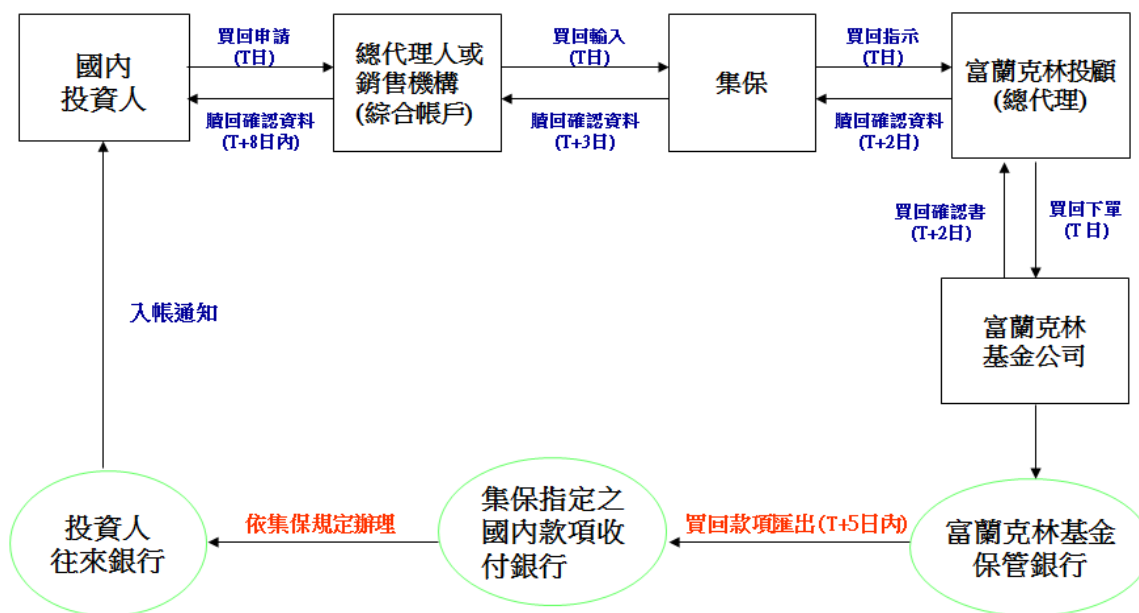 買回申請
(T日)
買回輸入
(T日)
買回指示
(T日)
國內
投資人
總代理人或
銷售機構
(綜合帳戶)
集保
富蘭克林投顧
(總代理)
贖回確認資料
(T+8日內)
贖回確認資料
(T+3日)
贖回確認資料
(T+2日)
買回確認書
(T+2日)
買回下單
(T 日)
入帳通知
富蘭克林
基金公司
投資人
往來銀行
依集保規定辦理
集保指定之
國內款項收
付銀行
買回款項匯出(T+5日內)
富蘭克林基金
保管銀行